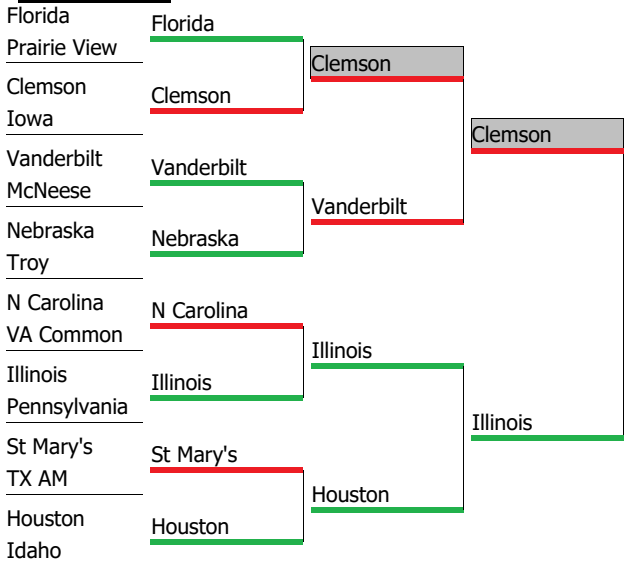 Florida
Prairie View
Clemson
Iowa
Vanderbilt
McNeese
Nebraska
Troy
N Carolina
VA Common
Illinois
Pennsylvania
St Mary's
TX AM
Houston
Idaho
Florida
Clemson
Vanderbilt
Nebraska
N Carolina
Illinois
St Mary's
Houston
Clemson
Vanderbilt
Illinois
Houston
Clemson
Illinois